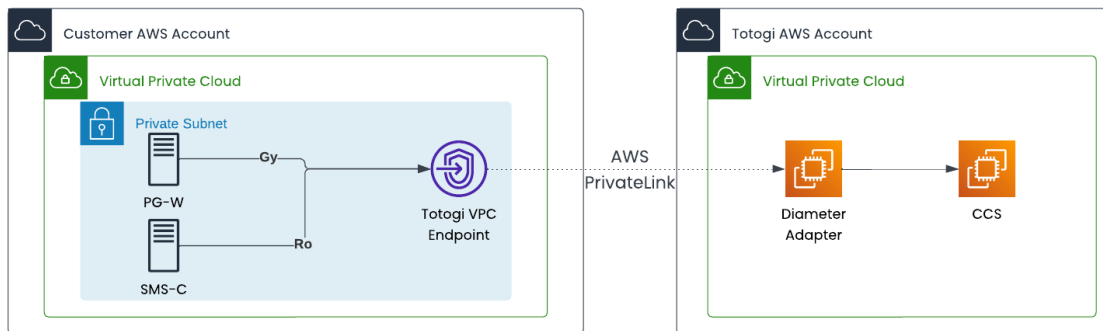 Customer AWS Account
Virtual Private Cloud
Private Subnet
PG-W
Gy
SMS-C
Ro
Totogi VPC
Endpoint
AWS
PrivateLink
Totogi AWS Account
Virtual Private Cloud
Diameter
Adapter
CCS